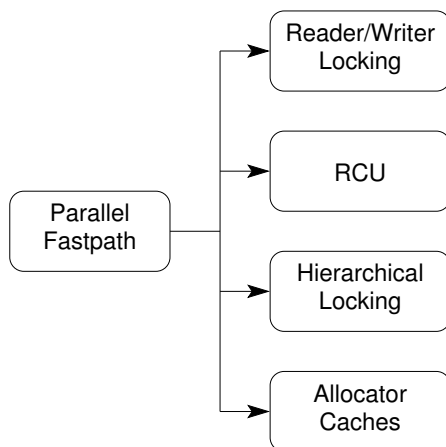 Reader/Writer
Locking
RCU
Parallel
Fastpath
Hierarchical
Locking
Allocator
Caches